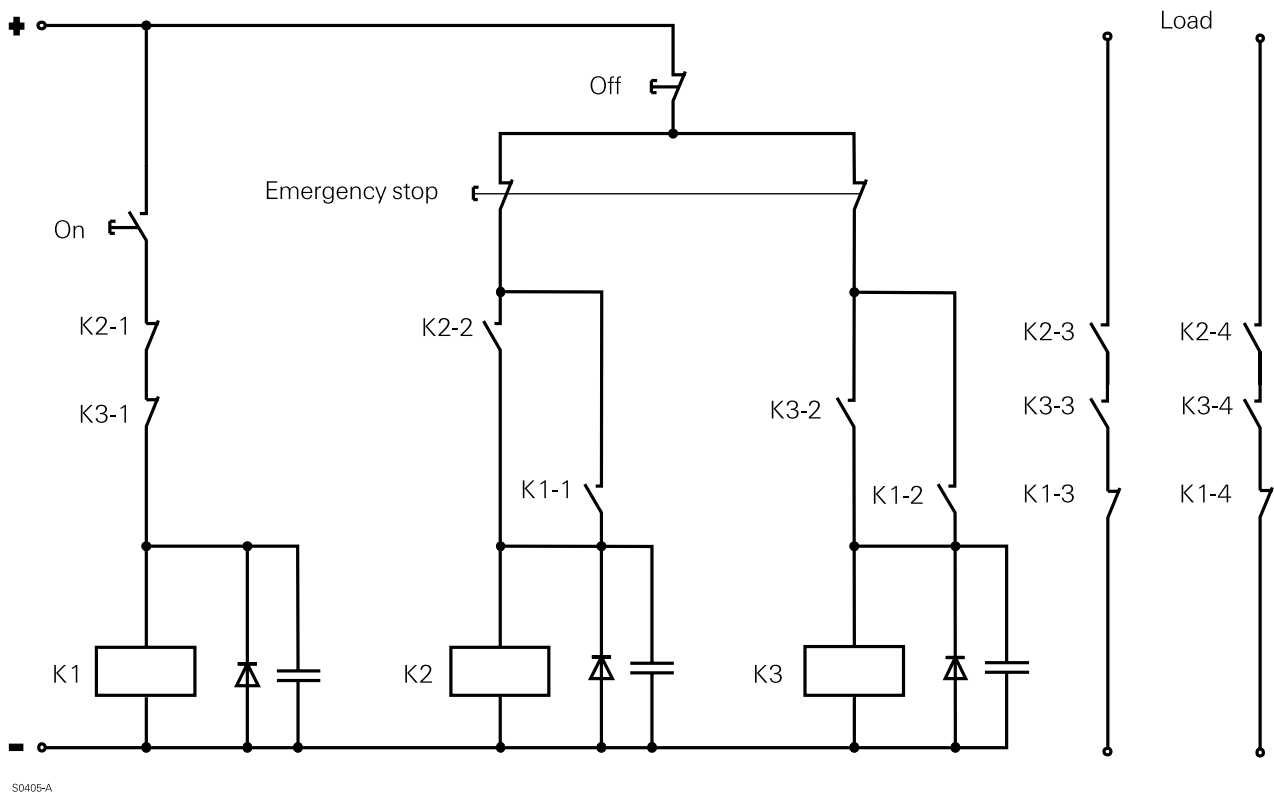 +
Load
Off
Emergency stop
On
K2-1
K2-2
K2-3
K2-4
K3-1
K3-2
K3-3
K3-4
K1-1
K1-2
K1-3
K1-4
K1
K2
K3
-
S0405-A